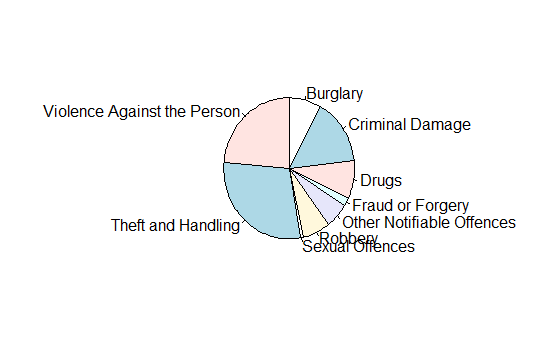 Burglary
Violence Against the Person
Criminal Damage
Drugs
Fraud or Forgery
Other Notifiable Offences
Theft and Handling
Robbery
Sexual Offences